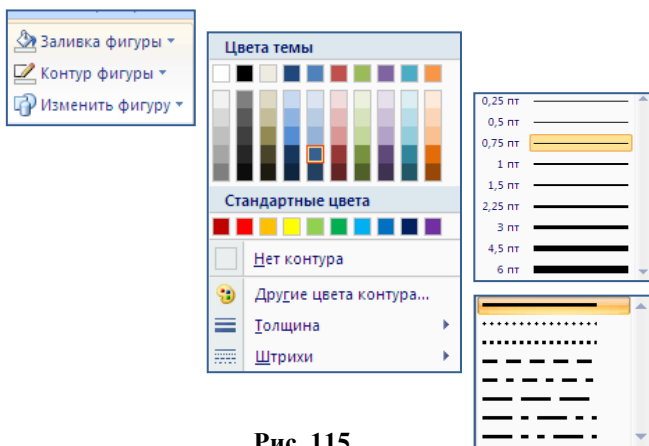 Заливка фигуры
Контур фигуры
Изменить фигуру
Цвета темы
Стандартные цвета
Нет контура
Другие цвета контура...
Толщина
Штрихи
0,25 пт
0,5 пт
0,75 пт
1 пт
1,5 пт
2,25 пт
3 пт
4,5 пт
6 пт
Рис. 115